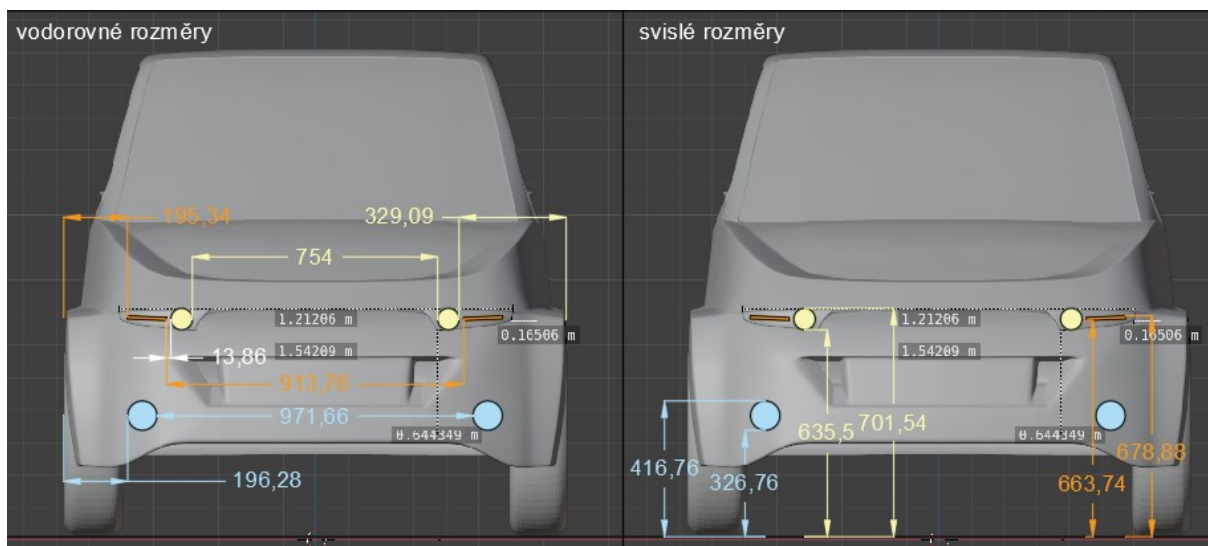 vodorovné rozměry
195,34
329,09
754
1.21206 m
0.16506 m
13,86
1.54209 m
913,76
971,66
0.644349 m
196,28
svislé rozměry
1.21206 m
0.16506 m
1.54209 m
635,5
701,54
0.644349 m
416,76
326,76
678,88
663,74